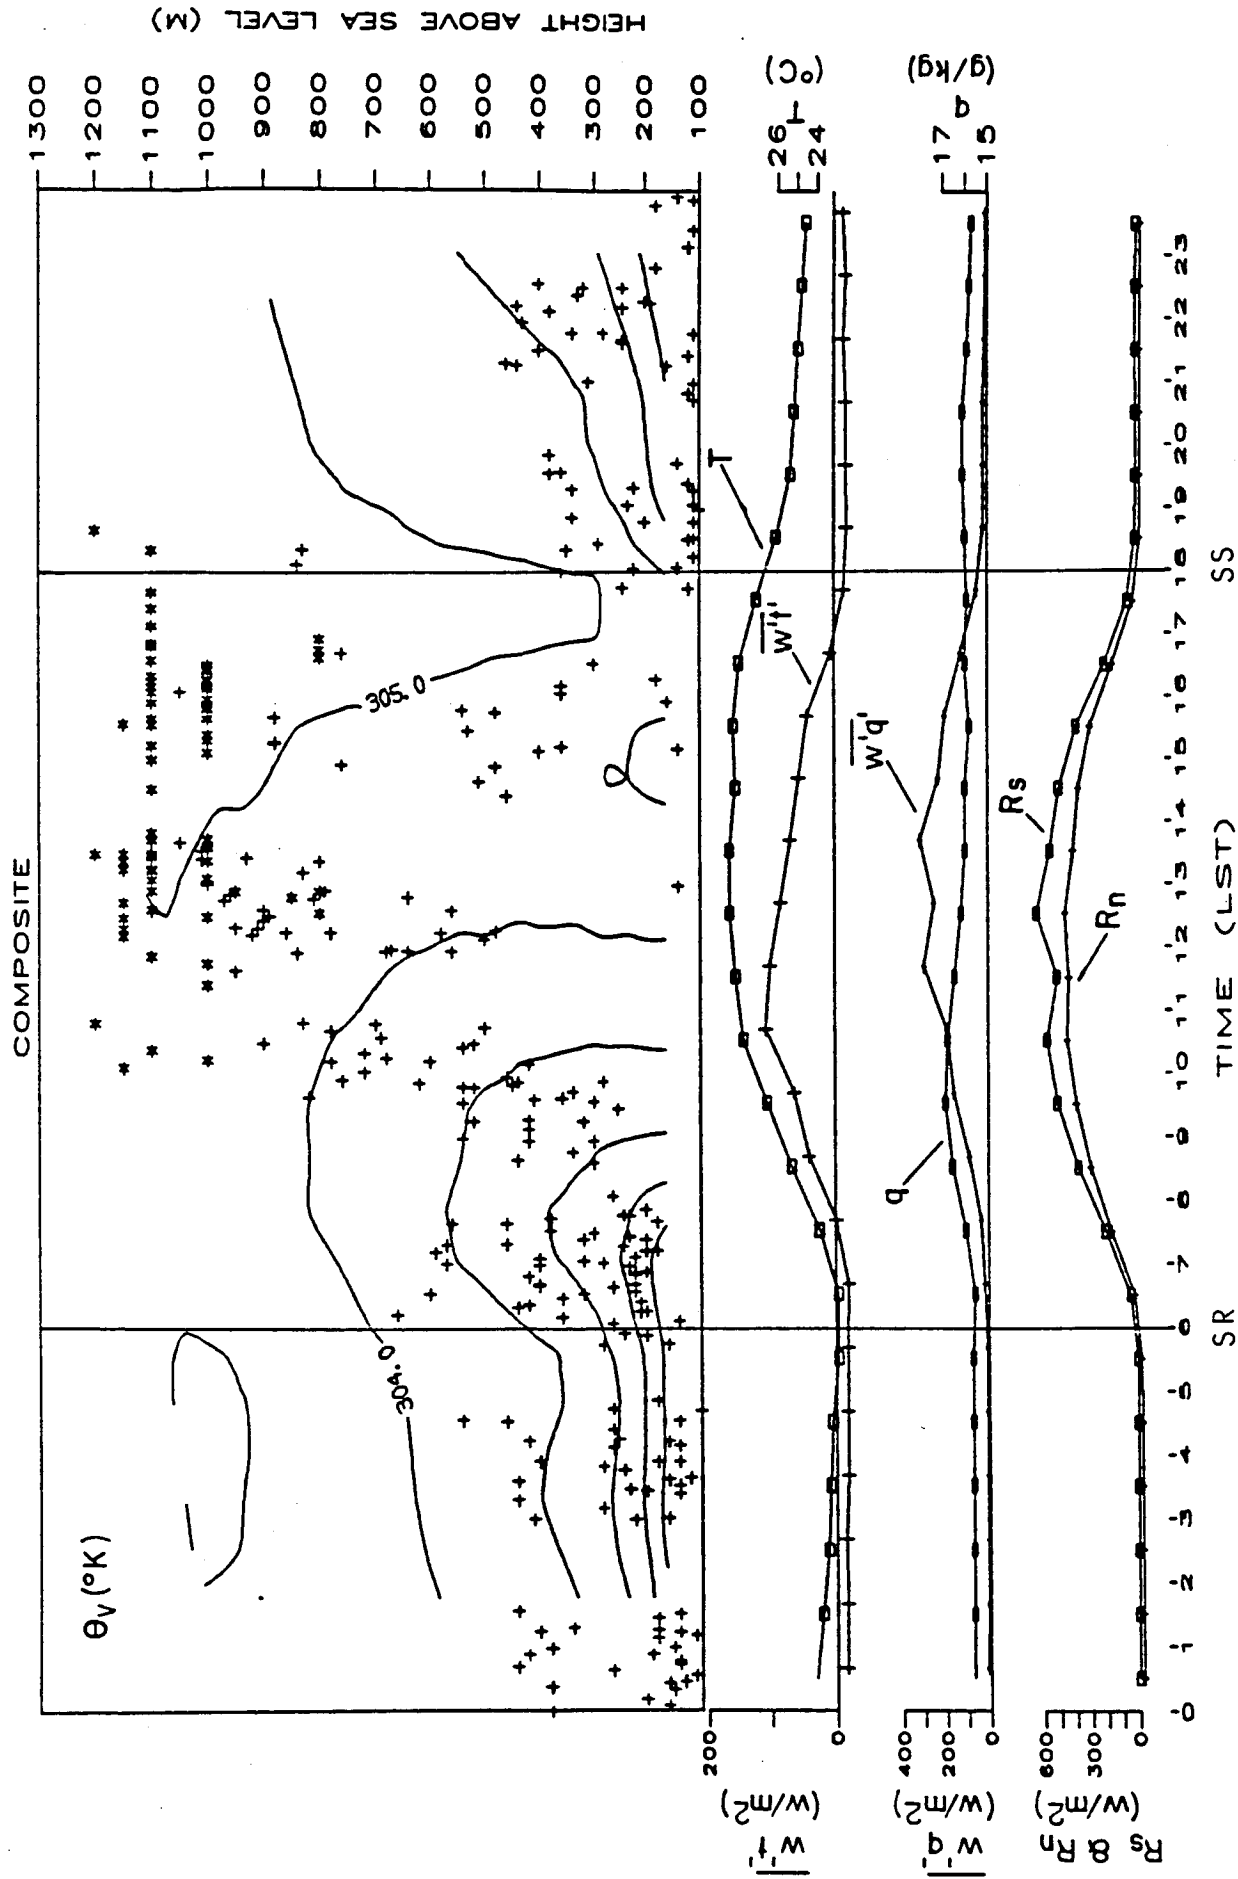 COMPOSITE
θv (°K)
304.0
305.0
HEIGHT ABOVE SEA LEVEL (M)
1300
1200
1100
1000
900
800
700
600
500
400
300
200
100
T
w't'
200
0
w't' (W/m²)
26
24
T (°C)
w'q'
q
400
200
0
w'q' (W/m²)
17
15
q (g/kg)
Rs
Rn
600
300
0
Rs & Rn (W/m²)
0 1 2 3 4 5 6 7 8 9 10 11 12 13 14 15 16 17 18 19 20 21 22 23
SR
SS
TIME (LST)